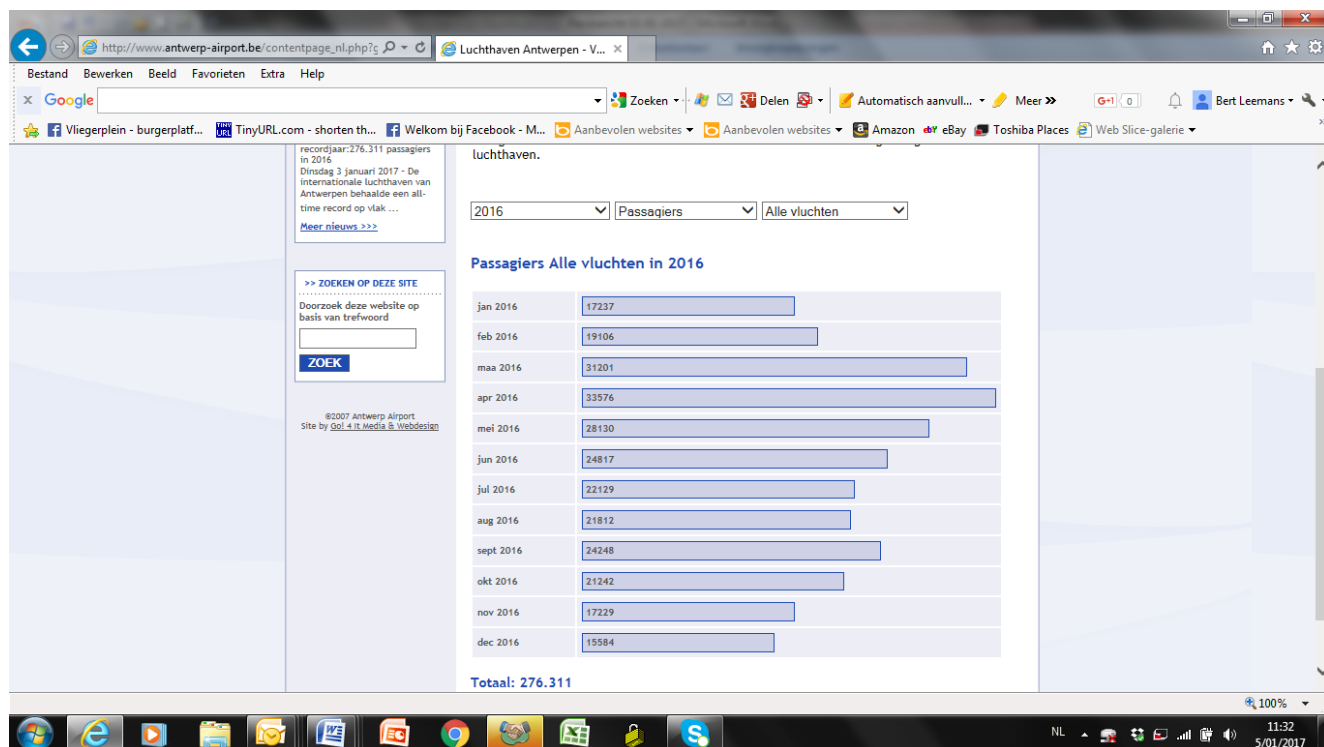 http://www.antwerp-airport.be/contentpage_nl.php?g
Luchthaven Antwerpen - V...
Bestand Bewerken Beeld Favorieten Extra Help
x Google Zoeken Delen Automatisch aanvull... Meer >> G+1 0 Bert Leemans
Vliegerplein - burgerplatf... TinyURL.com - shorten th... Welkom bij Facebook - M... Aanbevolen websites Aanbevolen websites Amazon eBay Toshiba Places Web Slice-galerie
recordjaar:276.311 passagiers
in 2016
Dinsdag 3 januari 2017 - De
internationale luchthaven van
Antwerpen behaalde een all-
time record op vlak ...
Meer nieuws >>>
>> ZOEKEN OP DEZE SITE
Doorzoek deze website op
basis van trefwoord
ZOEK
©2007 Antwerp Airport
Site by Go! 4 It Media & Webdesign
luchthaven.
2016 Passagiers Alle vluchten
Passagiers Alle vluchten in 2016
jan 2016 17237
feb 2016 19106
maa 2016 31201
apr 2016 33576
mei 2016 28130
jun 2016 24817
jul 2016 22129
aug 2016 21812
sept 2016 24248
okt 2016 21242
nov 2016 17229
dec 2016 15584
Totaal: 276.311
100%
NL 11:32
5/01/2017